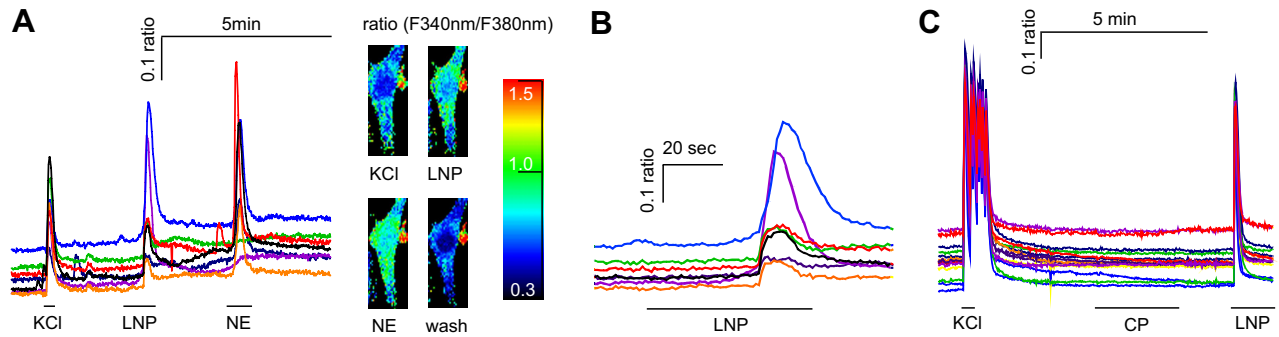 A
5min
0.1 ratio
KCl
LNP
NE
ratio (F340nm/F380nm)
KCl
LNP
NE
wash
1.5
1.0
0.3
B
20 sec
0.1 ratio
LNP
C
5 min
0.1 ratio
KCl
CP
LNP